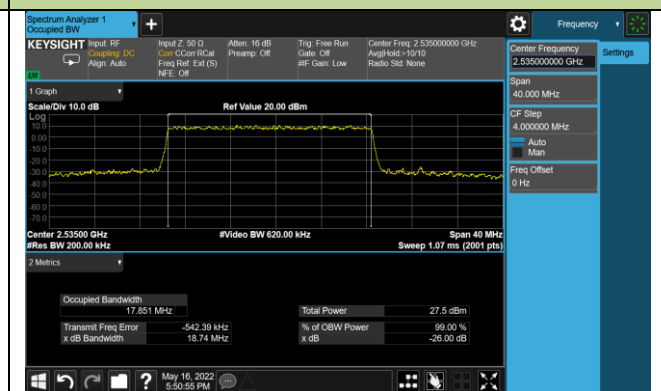 Spectrum Analyzer 1
Occupied BW
+
Frequency
KEYSIGHT
Input: RF
Coupling: DC
Align: Auto
Input Z: 50 Ω
Corr CCorr RCal
Freq Ref: Ext (S)
NFE: Off
Atten: 16 dB
Preamp: Off
Trig: Free Run
Gate: Off
#IF Gain: Low
Center Freq: 2.535000000 GHz
Avg|Hold:>10/10
Radio Std: None
Center Frequency
2.535000000 GHz
Settings
Span
40.000 MHz
CF Step
4.000000 MHz
Auto
Man
Freq Offset
0 Hz
1 Graph
Scale/Div 10.0 dB
Ref Value 20.00 dBm
Log
10.0
0.00
-10.0
-20.0
-30.0
-40.0
-50.0
-60.0
-70.0
Center 2.53500 GHz
#Video BW 620.00 kHz
Span 40 MHz
#Res BW 200.00 kHz
Sweep 1.07 ms (2001 pts)
2 Metrics
Occupied Bandwidth
17.851 MHz
Total Power 27.5 dBm
Transmit Freq Error -542.39 kHz
% of OBW Power 99.00 %
x dB Bandwidth 18.74 MHz
x dB -26.00 dB
?
May 16, 2022
5:50:55 PM